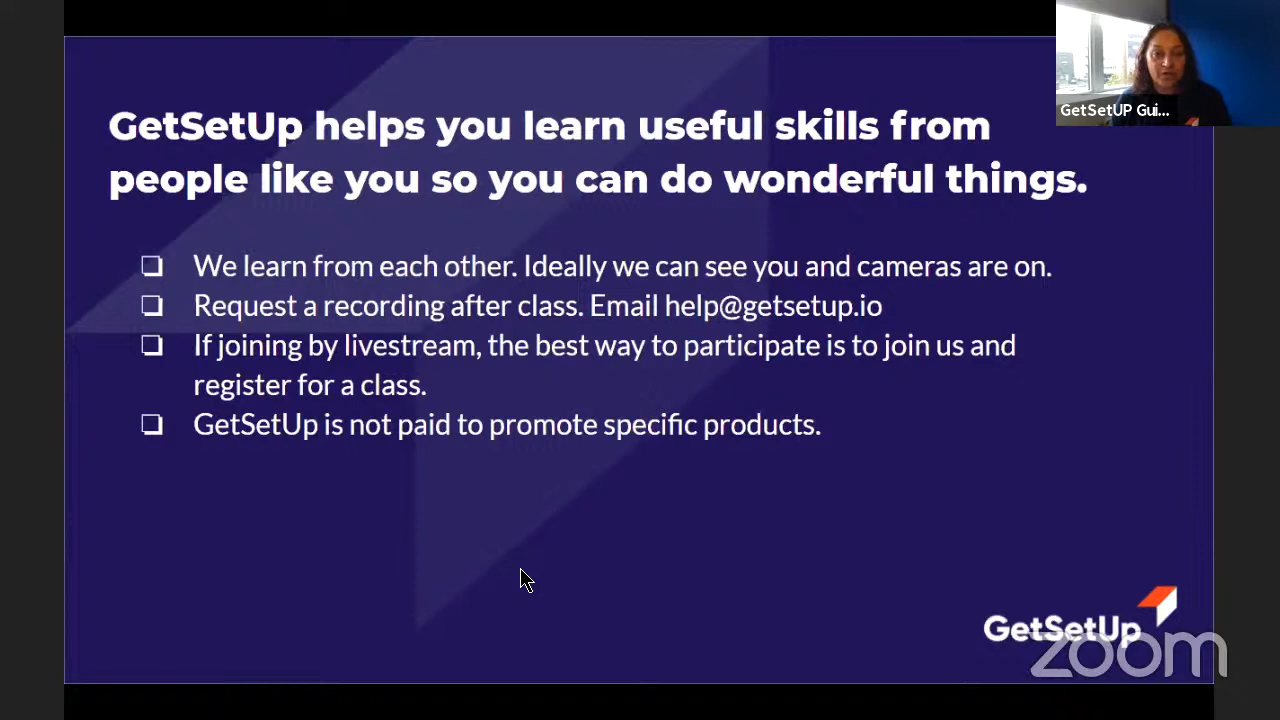 GetSetUp helps you learn useful skills from
people like you so you can do wonderful things.
GetSetUP Gui...
❏ We learn from each other. Ideally we can see you and cameras are on.
❏ Request a recording after class. Email help@getsetup.io
❏ If joining by livestream, the best way to participate is to join us and
register for a class.
❏ GetSetUp is not paid to promote specific products.
GetSetUp
zoom